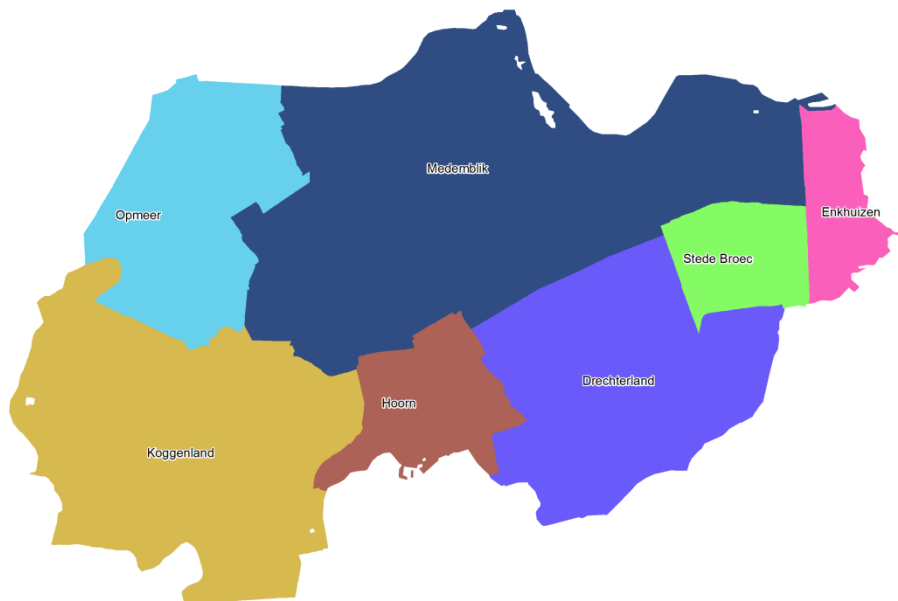 Medemblik
Opmeer
Enkhuizen
Stede Broec
Drechterland
Hoorn
Koggenland